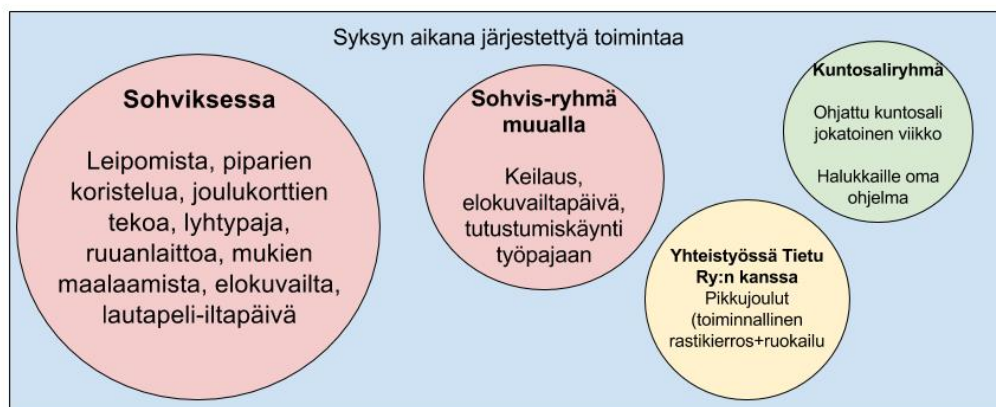 Syksyn aikana järjestettyä toimintaa
Sohviksessa
Leipomista, piparien
koristelua, joulukorttien
tekoa, lyhtypaja,
ruuanlaittoa, mukien
maalaamista, elokuvailta,
lautapeli-iltapäivä
Sohvis-ryhmä
muualla
Keilaus,
elokuvailtapäivä,
tutustumiskäynti
työpajaan
Kuntosaliryhmä
Ohjattu kuntosali
jokatoinen viikko
Halukkaille oma
ohjelma
Yhteistyössä Tietu
Ry:n kanssa
Pikkujoulut
(toiminnallinen
rastikierros+ruokailu